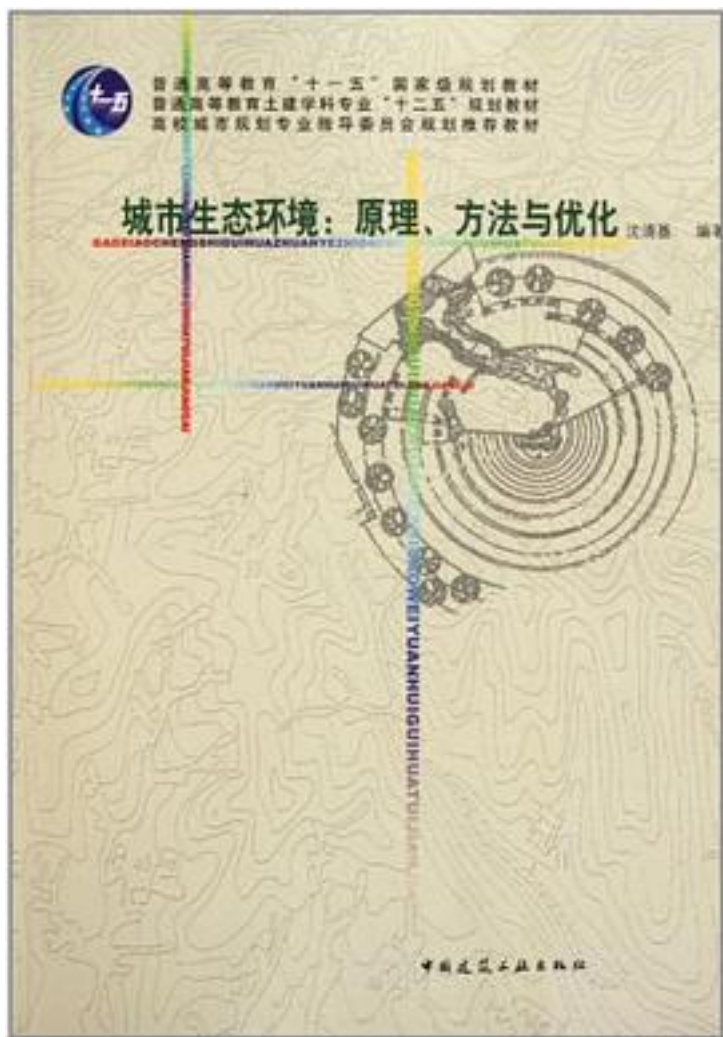 十一五
普通高等教育“十一五”国家级规划教材
普通高等教育土建学科专业“十二五”规划教材
高校城市规划专业指导委员会规划推荐教材
城市生态环境：原理、方法与优化 沈清基 编著
中国建筑工业出版社